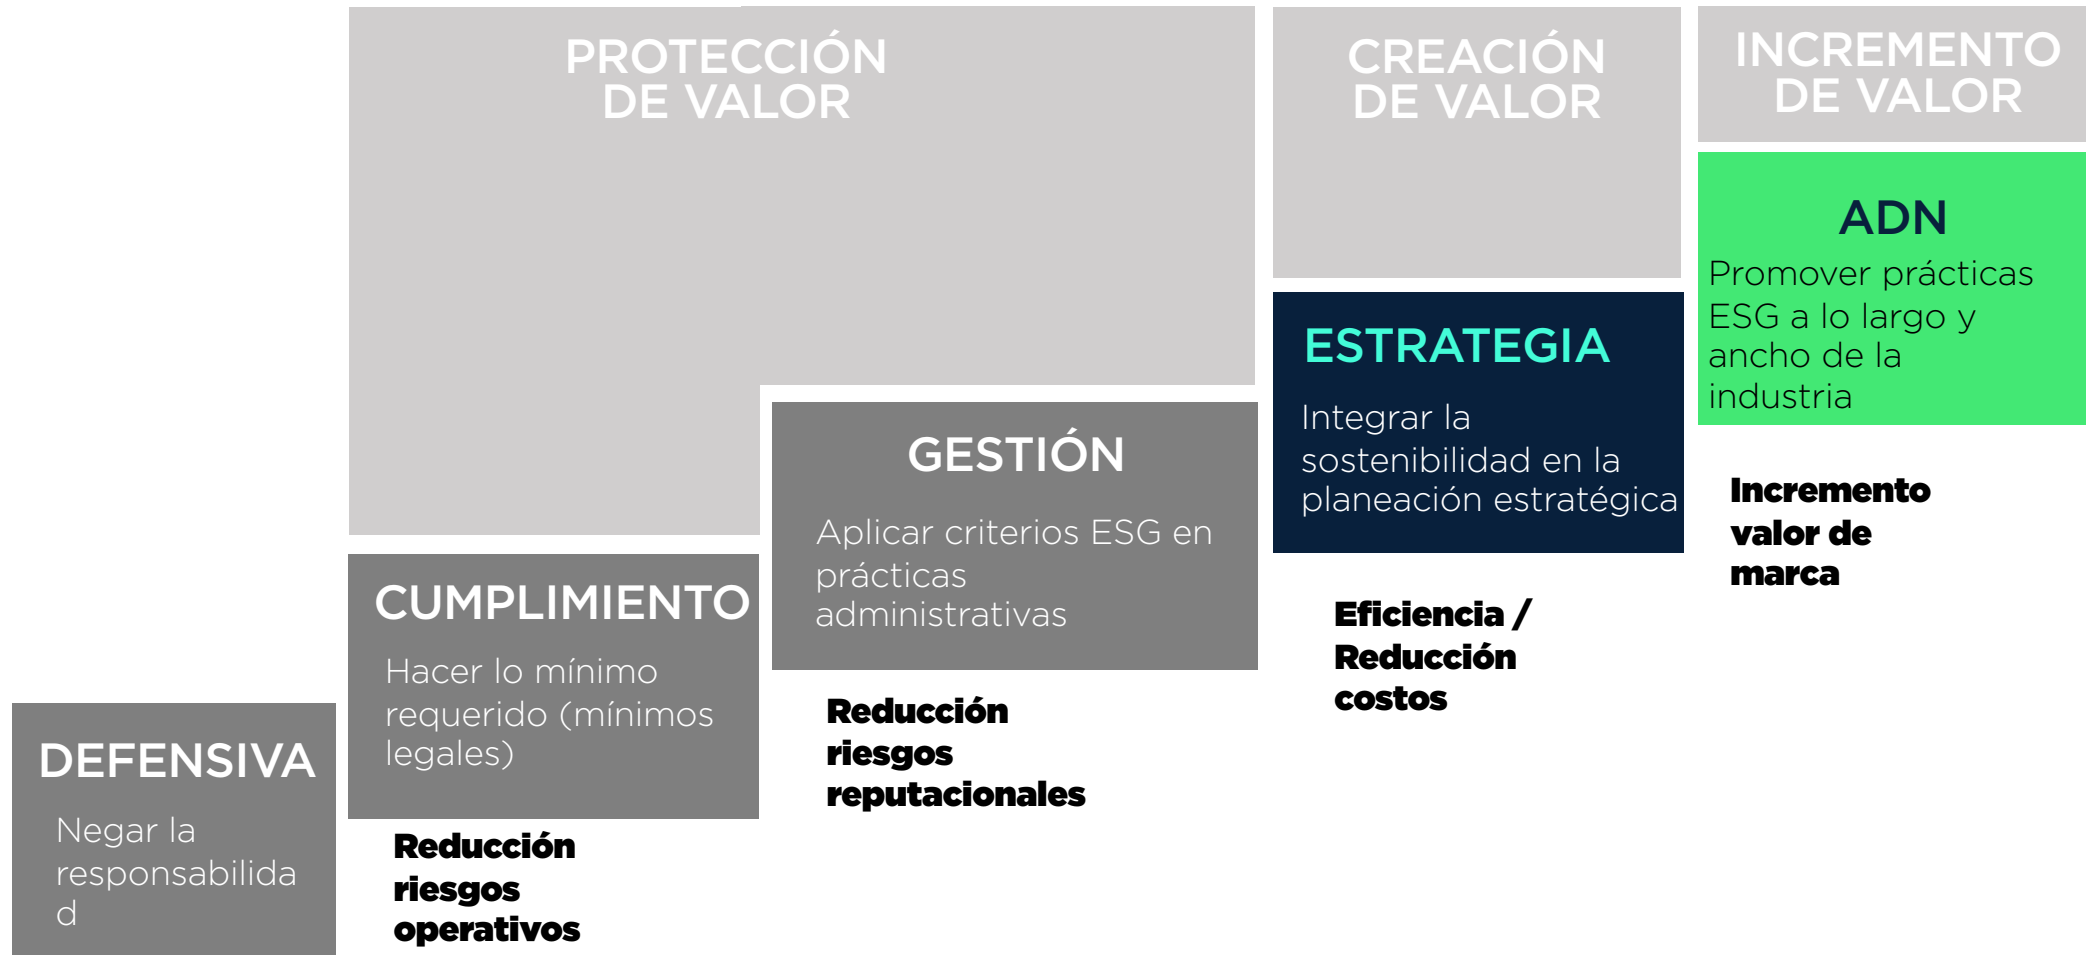 PROTECCIÓN
DE VALOR
CREACIÓN
DE VALOR
INCREMENTO
DE VALOR
DEFENSIVA
Negar la
responsabilida
d
CUMPLIMIENTO
Hacer lo mínimo
requerido (mínimos
legales)
Reducción
riesgos
operativos
GESTIÓN
Aplicar criterios ESG en
prácticas
administrativas
Reducción
riesgos
reputacionales
ESTRATEGIA
Integrar la
sostenibilidad en la
planeación estratégica
Eficiencia /
Reducción
costos
ADN
Promover prácticas
ESG a lo largo y
ancho de la
industria
Incremento
valor de
marca